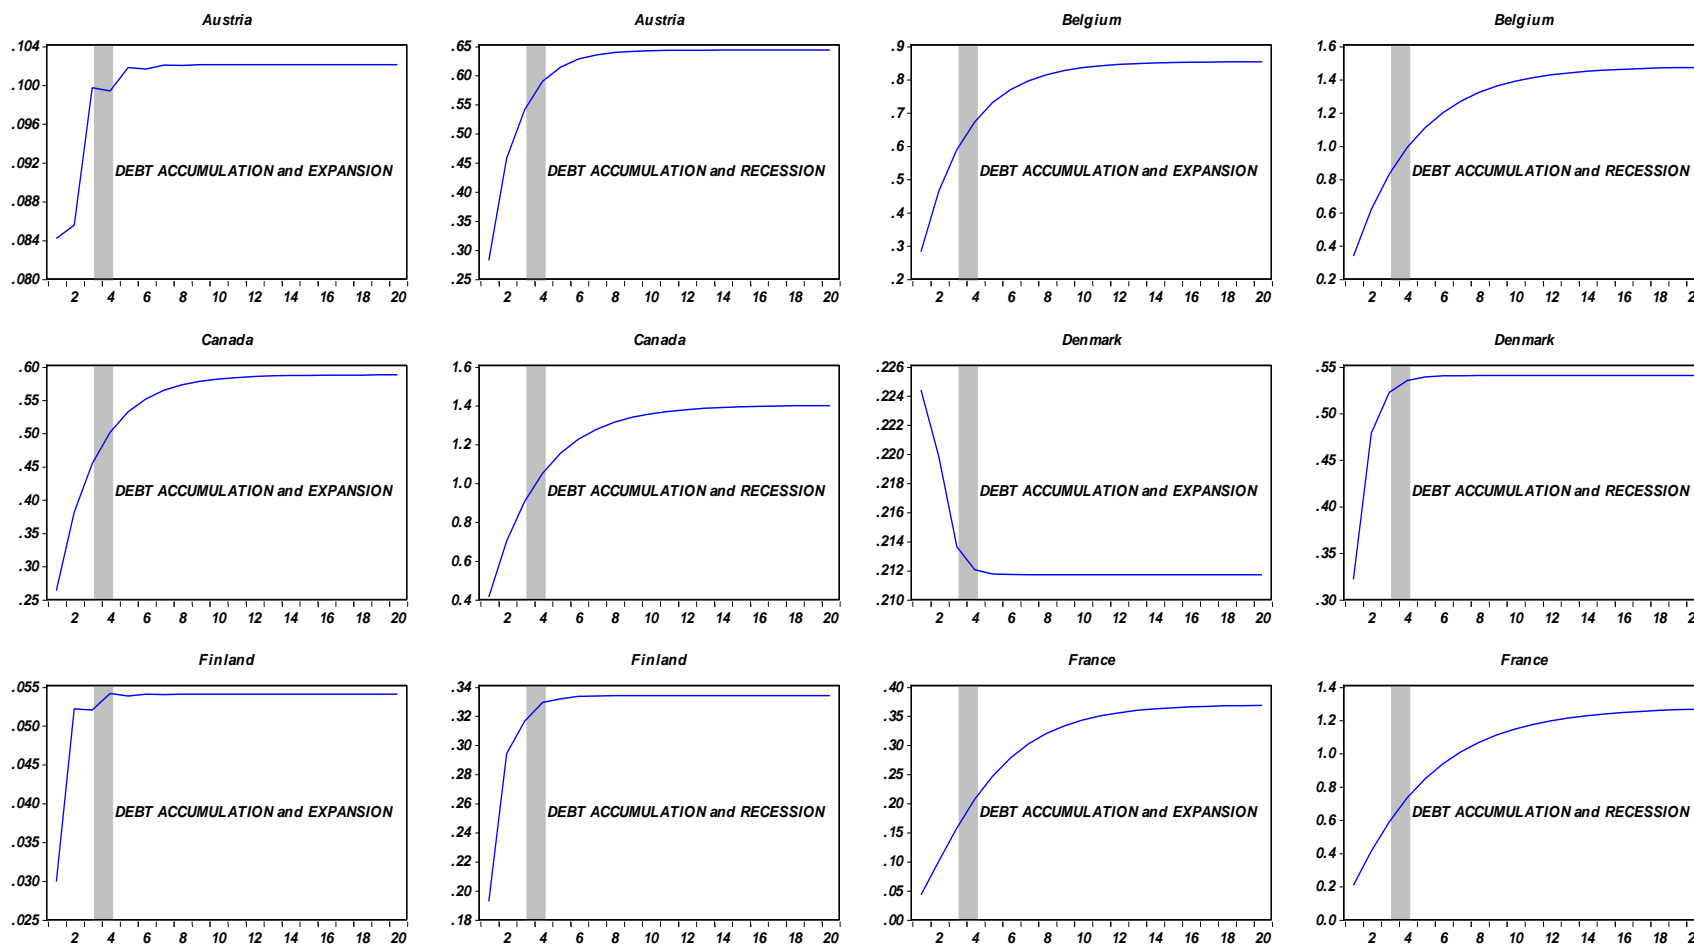 Austria
.104
.100
.096
.092
.088
.084
.080
DEBT ACCUMULATION and EXPANSION
2 4 6 8 10 12 14 16 18 20
Austria
.65
.60
.55
.50
.45
.40
.35
.30
.25
DEBT ACCUMULATION and RECESSION
2 4 6 8 10 12 14 16 18 20
Belgium
.9
.8
.7
.6
.5
.4
.3
.2
DEBT ACCUMULATION and EXPANSION
2 4 6 8 10 12 14 16 18 20
Belgium
1.6
1.4
1.2
1.0
0.8
0.6
0.4
0.2
DEBT ACCUMULATION and RECESSION
2 4 6 8 10 12 14 16 18 2
Canada
.60
.55
.50
.45
.40
.35
.30
.25
DEBT ACCUMULATION and EXPANSION
2 4 6 8 10 12 14 16 18 20
Canada
1.6
1.4
1.2
1.0
0.8
0.6
0.4
DEBT ACCUMULATION and RECESSION
2 4 6 8 10 12 14 16 18 20
Denmark
.226
.224
.222
.220
.218
.216
.214
.212
.210
DEBT ACCUMULATION and EXPANSION
2 4 6 8 10 12 14 16 18 20
Denmark
.55
.50
.45
.40
.35
.30
DEBT ACCUMULATION and RECESSION
2 4 6 8 10 12 14 16 18 2
Finland
.055
.050
.045
.040
.035
.030
.025
DEBT ACCUMULATION and EXPANSION
2 4 6 8 10 12 14 16 18 20
Finland
.34
.32
.30
.28
.26
.24
.22
.20
.18
DEBT ACCUMULATION and RECESSION
2 4 6 8 10 12 14 16 18 20
France
.40
.35
.30
.25
.20
.15
.10
.05
.00
DEBT ACCUMULATION and EXPANSION
2 4 6 8 10 12 14 16 18 20
France
1.4
1.2
1.0
0.8
0.6
0.4
0.2
0.0
DEBT ACCUMULATION and RECESSION
2 4 6 8 10 12 14 16 18 2